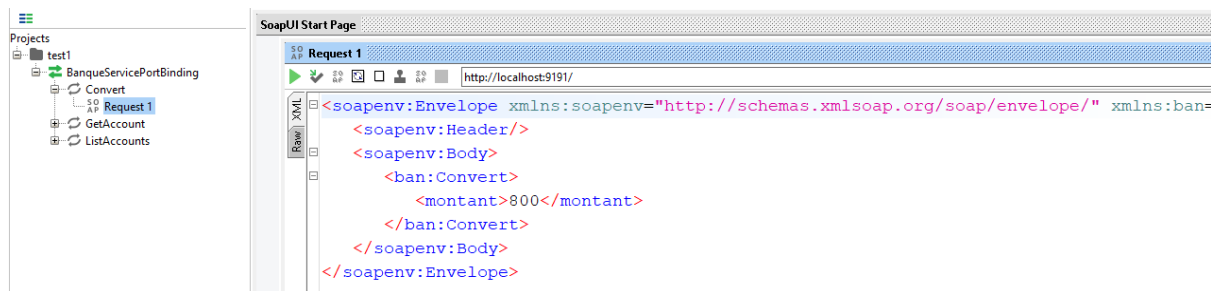 Projects
test1
BanqueServicePortBinding
Convert
SOAP Request 1
GetAccount
ListAccounts
SoapUI Start Page
SOAP Request 1
http://localhost:9191/
XML
Raw
<soapenv:Envelope xmlns:soapenv="http://schemas.xmlsoap.org/soap/envelope/" xmlns:ban=
<soapenv:Header/>
<soapenv:Body>
<ban:Convert>
<montant>800</montant>
</ban:Convert>
</soapenv:Body>
</soapenv:Envelope>